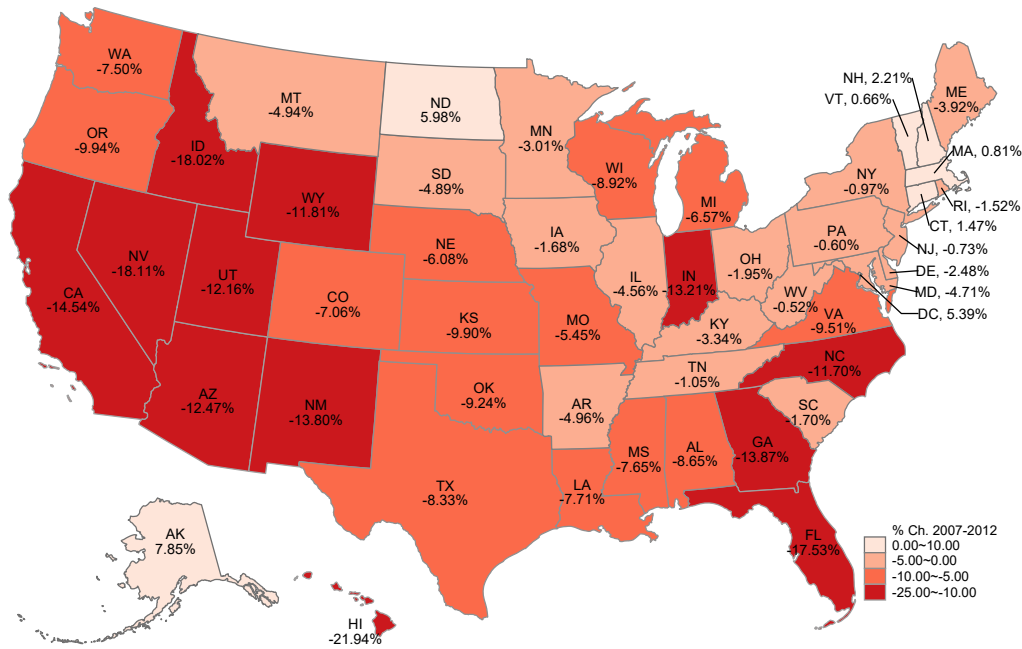 WA
-7.50%
OR
-9.94%
ID
-18.02%
MT
-4.94%
ND
5.98%
MN
-3.01%
NH, 2.21%
VT, 0.66%
ME
-3.92%
MA, 0.81%
WY
-11.81%
SD
-4.89%
WI
-8.92%
MI
-6.57%
NY
-0.97%
RI, -1.52%
CT, 1.47%
NJ, -0.73%
DE, -2.48%
MD, -4.71%
DC, 5.39%
NV
-18.11%
CA
-14.54%
UT
-12.16%
NE
-6.08%
IA
-1.68%
PA
-0.60%
CO
-7.06%
KS
-9.90%
MO
-5.45%
IL
-4.56%
IN
-13.21%
OH
-1.95%
WV
-0.52%
VA
-9.51%
KY
-3.34%
NC
-11.70%
AZ
-12.47%
NM
-13.80%
OK
-9.24%
AR
-4.96%
TN
-1.05%
SC
-1.70%
TX
-8.33%
LA
-7.71%
MS
-7.65%
AL
-8.65%
GA
-13.87%
FL
-17.53%
AK
7.85%
HI
-21.94%
% Ch. 2007-2012
0.00~10.00
-5.00~0.00
-10.00~-5.00
-25.00~-10.00